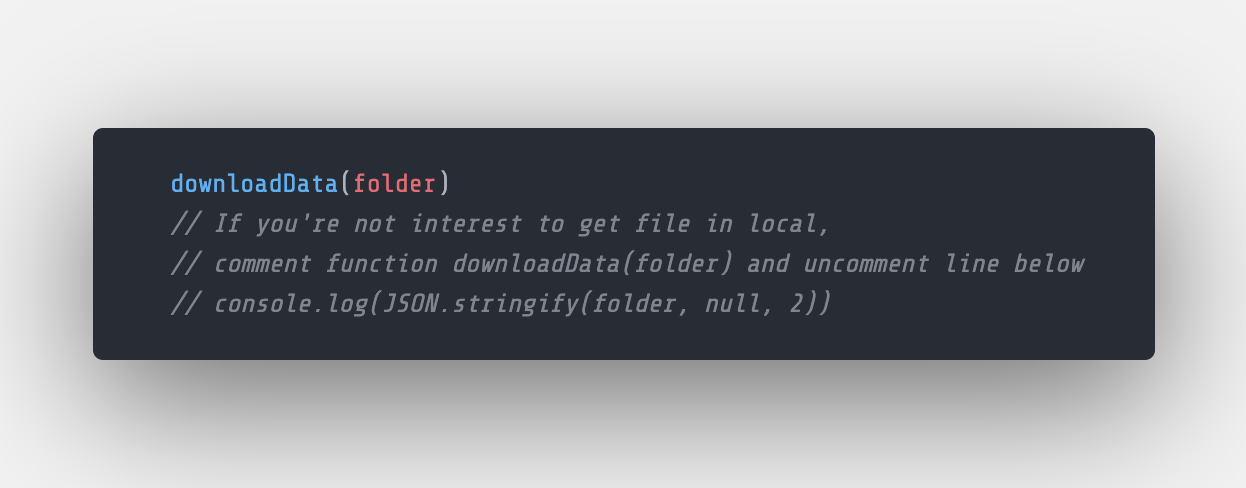 downloadData(folder)
// If you're not interest to get file in local,
// comment function downloadData(folder) and uncomment line below
// console.log(JSON.stringify(folder, null, 2))